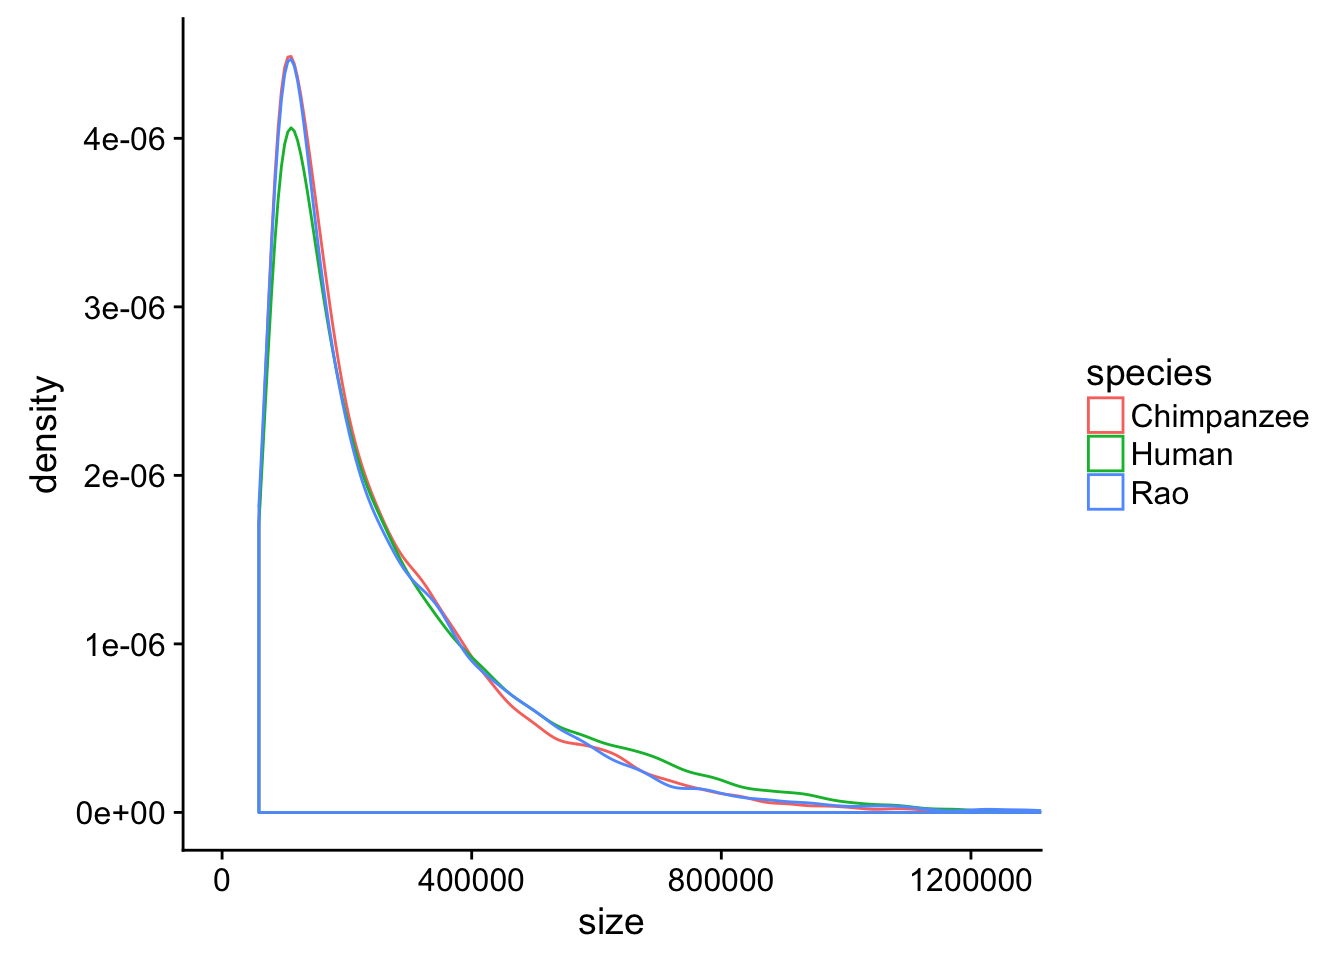 density
4e-06
3e-06
2e-06
1e-06
0e+00
0
400000
800000
1200000
size
species
Chimpanzee
Human
Rao